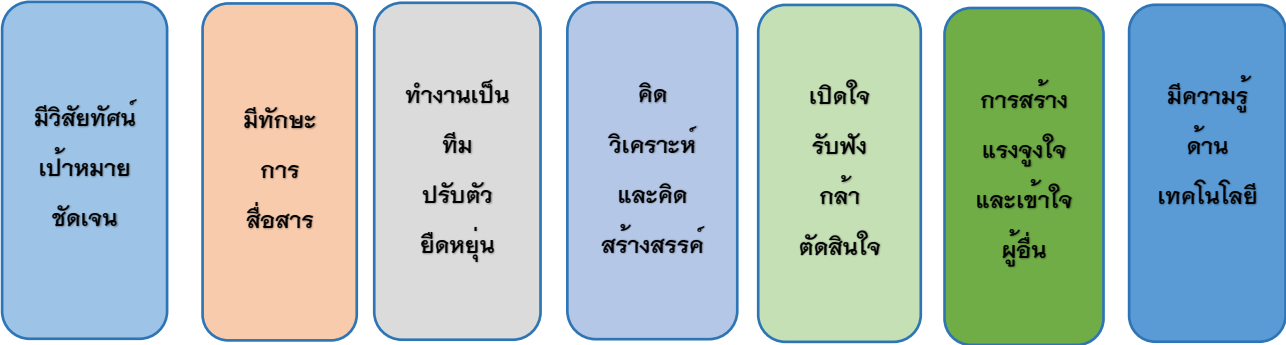 มีวิสัยทัศน์
เป้าหมาย
ชัดเจน
มีทักษะ
การ
สื่อสาร
ทำงานเป็น
ทีม
ปรับตัว
ยืดหยุ่น
คิด
วิเคราะห์
และคิด
สร้างสรรค์
เปิดใจ
รับฟัง
กล้า
ตัดสินใจ
การสร้าง
แรงจูงใจ
และเข้าใจ
ผู้อื่น
มีความรู้
ด้าน
เทคโนโลยี